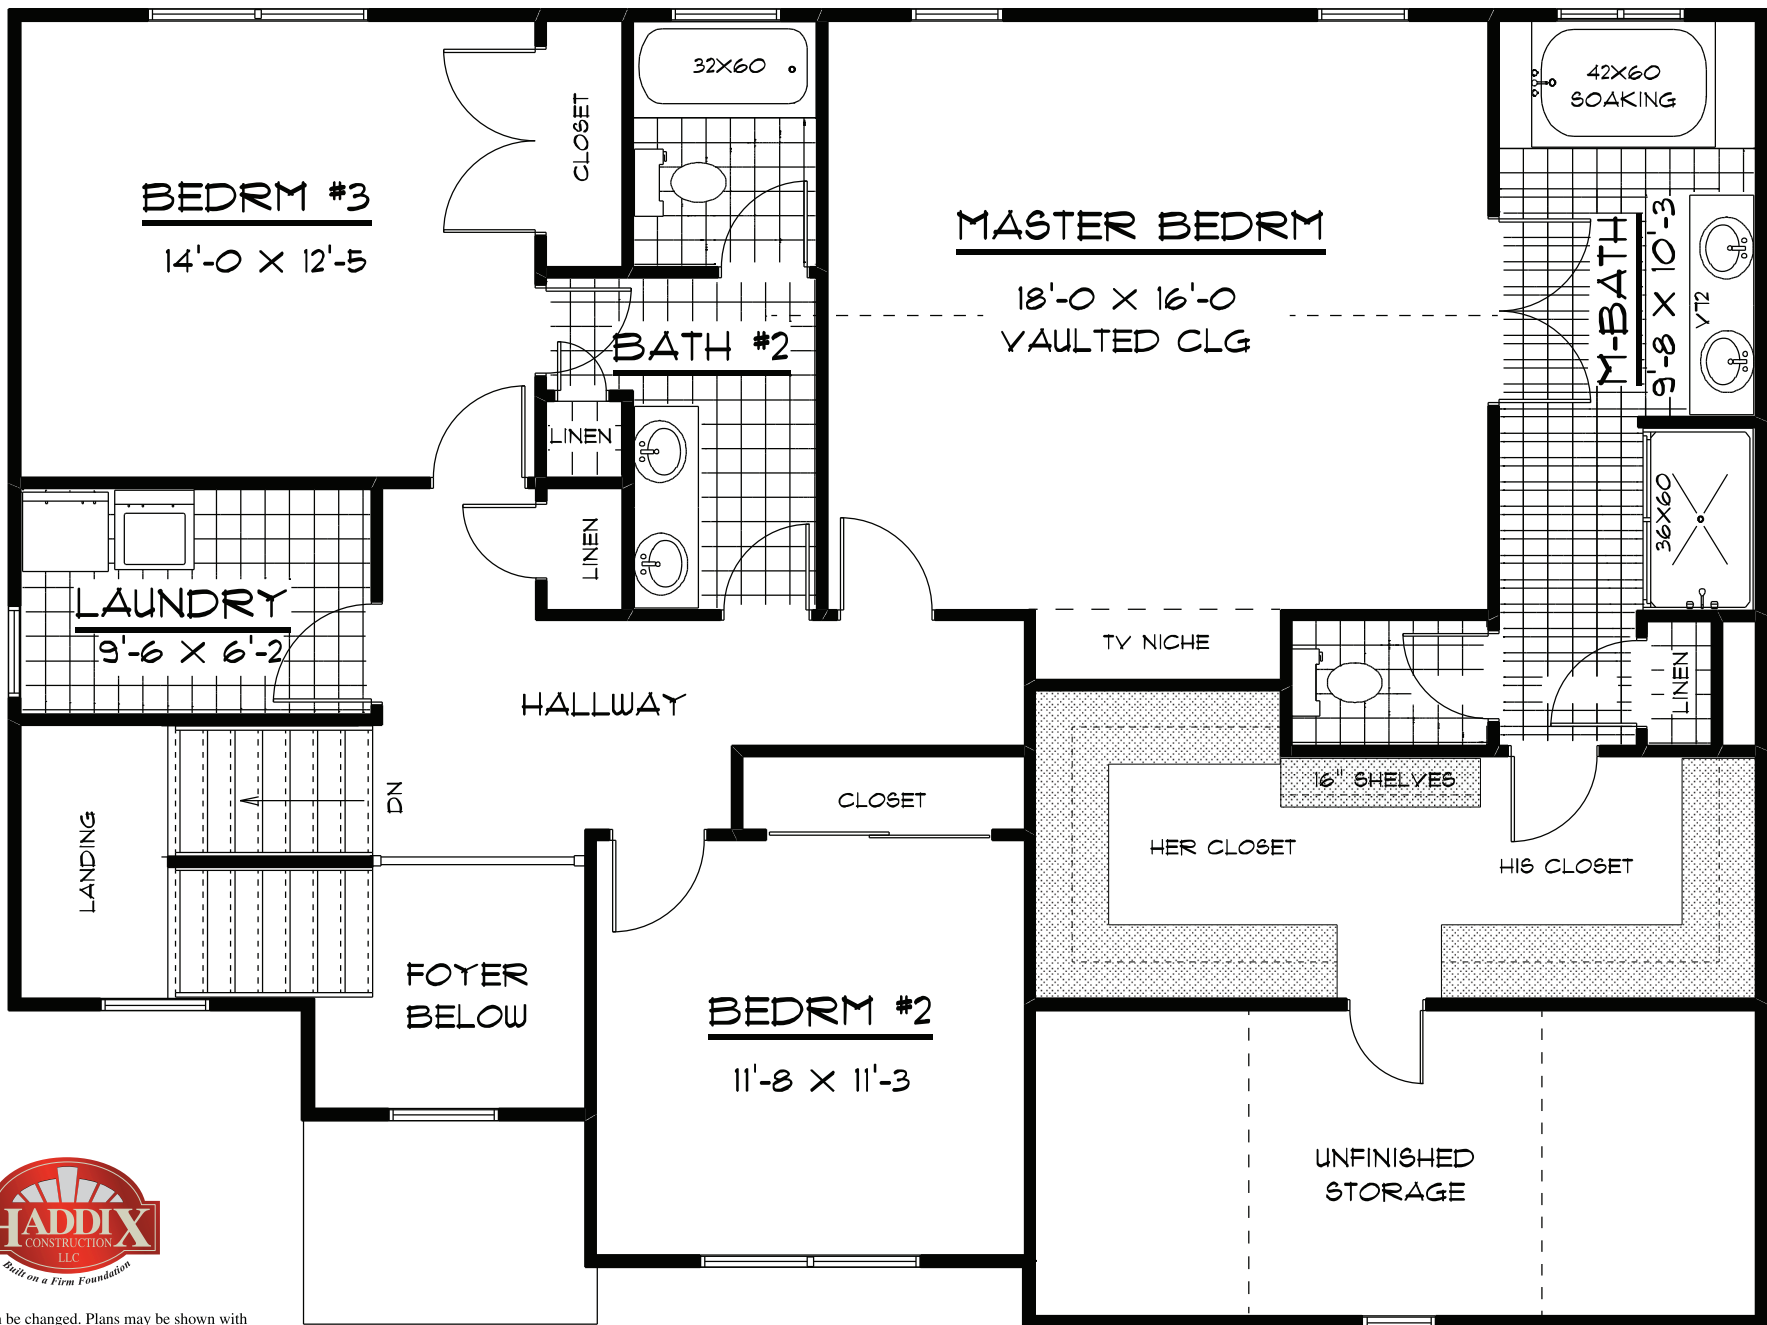 32X60
42X60
SOAKING
CLOSET
BEDRM #3
14'-0 X 12'-5
MASTER BEDRM
18'-0 X 16'-0
VAULTED CLG
M-BATH
9'-8 X 10'-3
BATH #2
LINEN
LINEN
36X60
LAUNDRY
9'-6 X 6'-2
TV NICHE
LINEN
HALLWAY
DN
LANDING
CLOSET
16" SHELVES
HER CLOSET
HIS CLOSET
FOYER
BELOW
BEDRM #2
11'-8 X 11'-3
UNFINISHED
STORAGE
HADDIX
CONSTRUCTION
LLC
Built on a Firm Foundation
be changed. Plans may be shown with